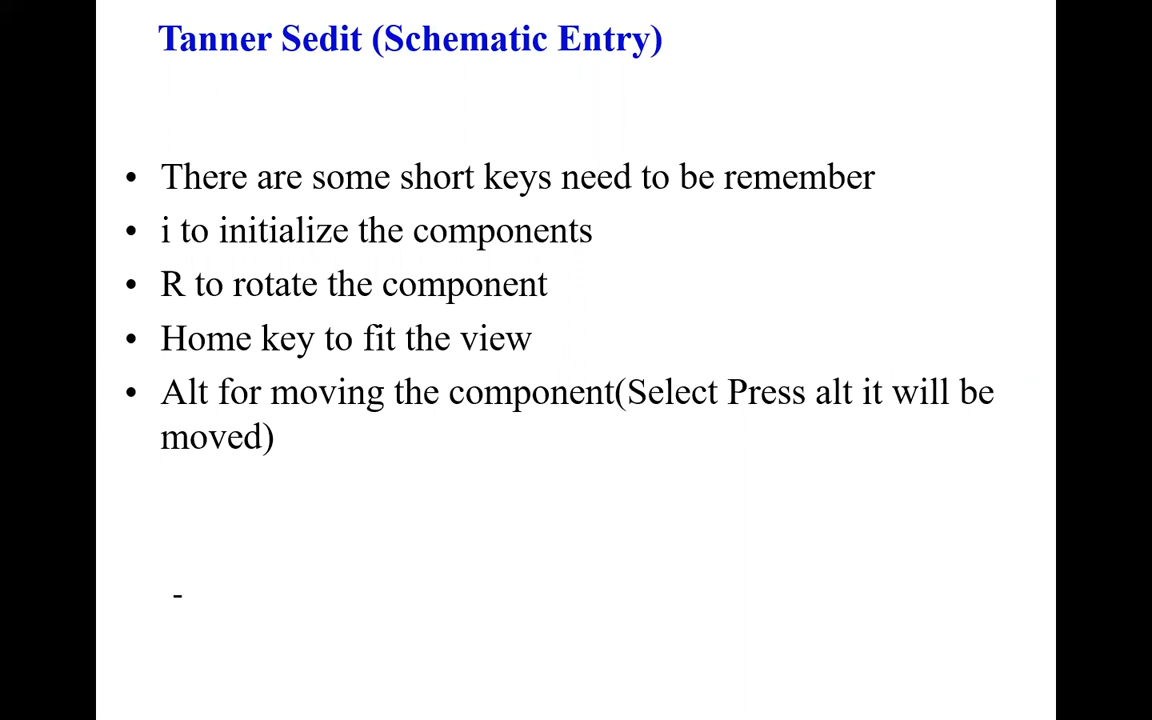 Tanner Sedit (Schematic Entry)
• There are some short keys need to be remember
• i to initialize the components
• R to rotate the component
• Home key to fit the view
• Alt for moving the component(Select Press alt it will be
moved)
-